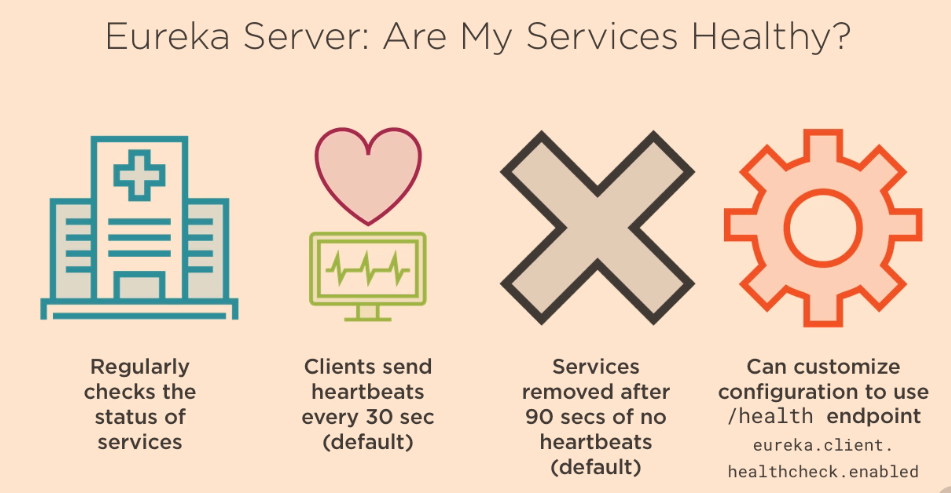 Eureka Server: Are My Services Healthy?
Regularly
checks the
status of
services
Clients send
heartbeats
every 30 sec
(default)
Services
removed after
90 secs of no
heartbeats
(default)
Can customize
configuration to use
/health endpoint
eureka.client.
healthcheck.enabled